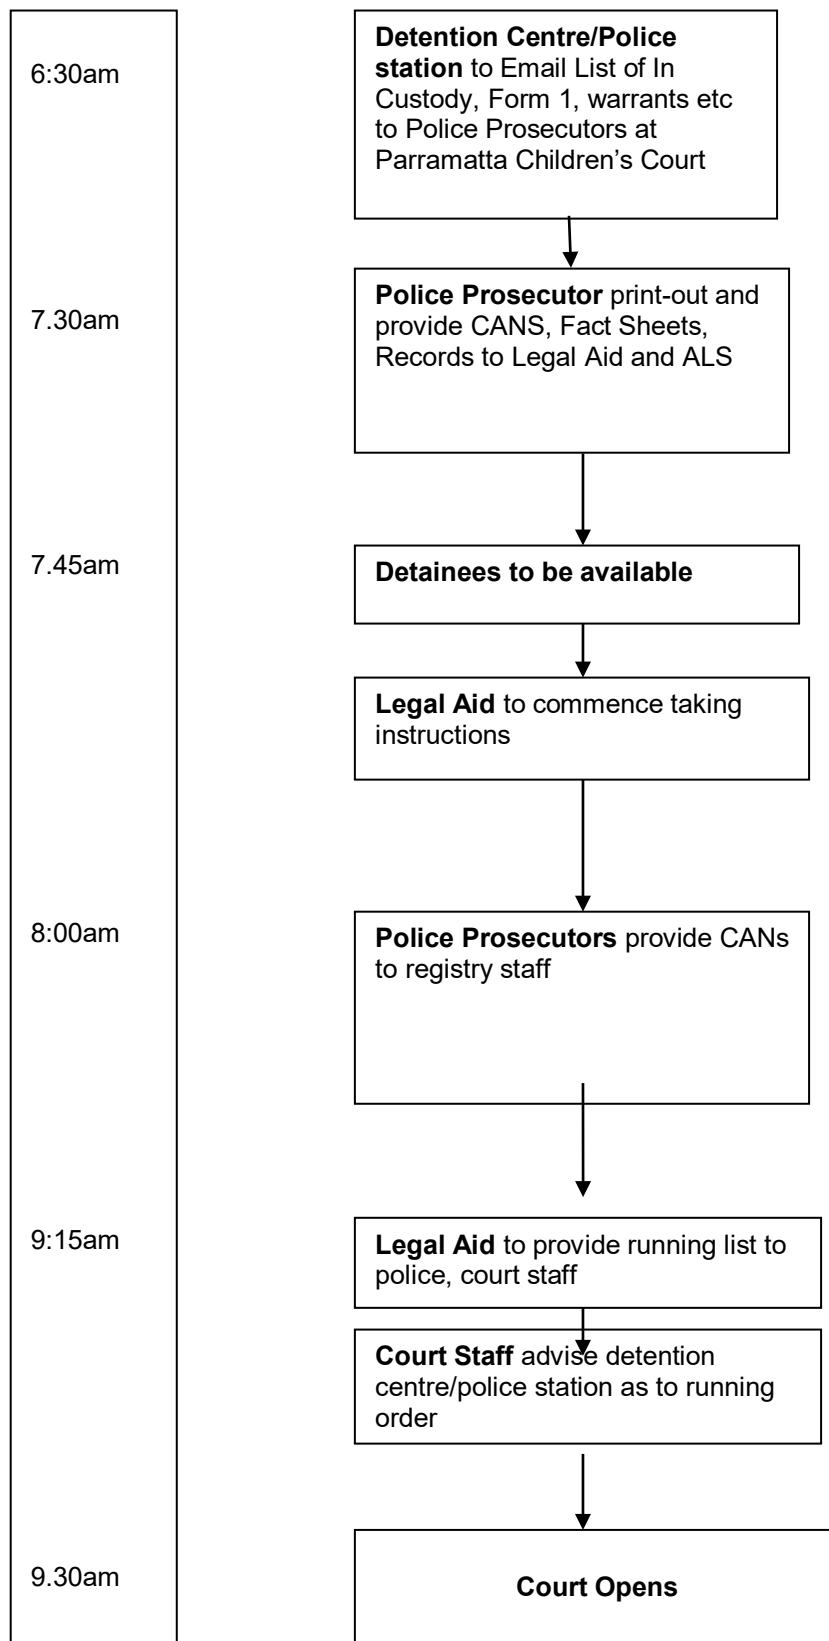 6:30am
Detention Centre/Police
station to Email List of In
Custody, Form 1, warrants etc
to Police Prosecutors at
Parramatta Children’s Court
7.30am
Police Prosecutor print-out and
provide CANS, Fact Sheets,
Records to Legal Aid and ALS
7.45am
Detainees to be available
Legal Aid to commence taking
instructions
8:00am
Police Prosecutors provide CANs
to registry staff
9:15am
Legal Aid to provide running list to
police, court staff
Court Staff advise detention
centre/police station as to running
order
9.30am
Court Opens